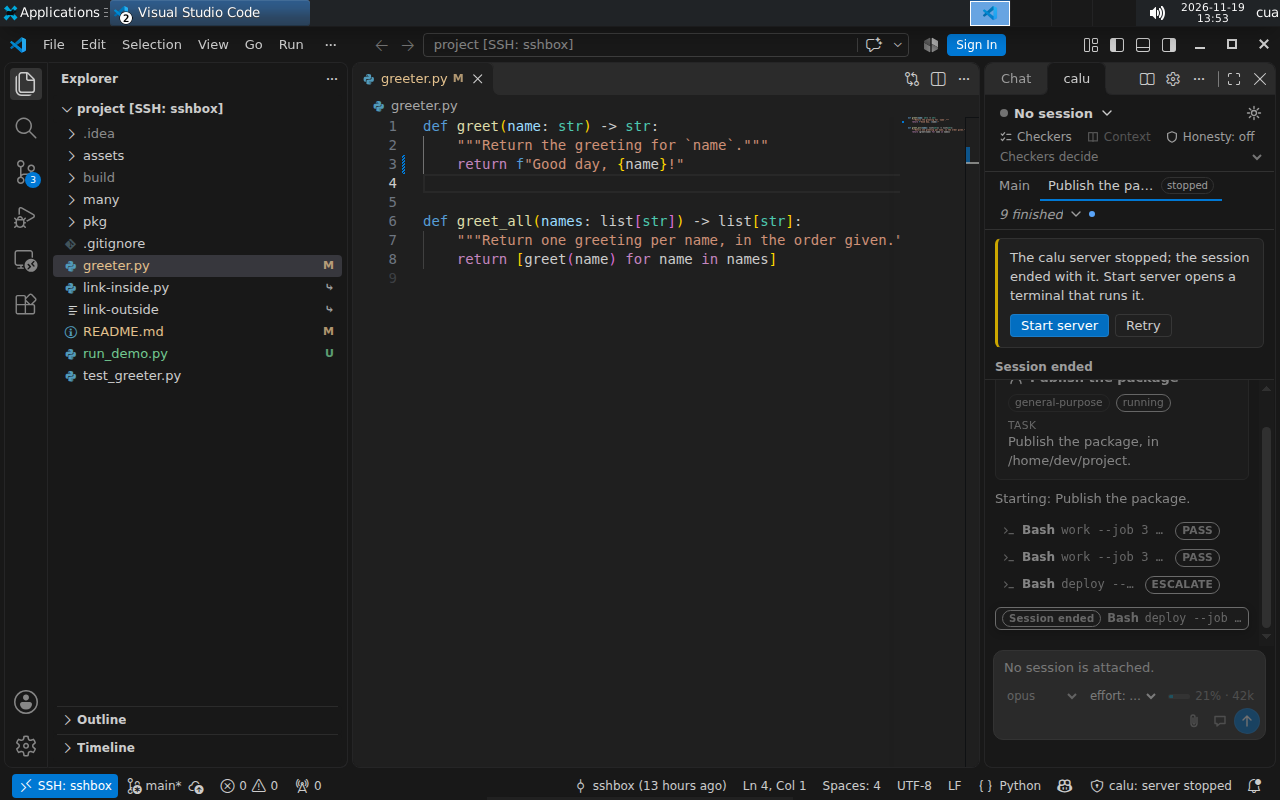 Applications
2
Visual Studio Code
2026-11-19
13:53
cua
File Edit Selection View Go Run ···
project [SSH: sshbox]
Sign In
Explorer
project [SSH: sshbox]
.idea
assets
build
many
pkg
.gitignore
greeter.py M
link-inside.py
link-outside
README.md M
run_demo.py U
test_greeter.py
Outline
Timeline
3
greeter.py M
greeter.py
1 def greet(name: str) -> str:
2 """Return the greeting for `name`."""
3 return f"Good day, {name}!"
4
5
6 def greet_all(names: list[str]) -> list[str]:
7 """Return one greeting per name, in the order given."
8 return [greet(name) for name in names]
9
Chat calu
No session
Checkers Context Honesty: off
Checkers decide
Main Publish the pa... stopped
9 finished
The calu server stopped; the session
ended with it. Start server opens a
terminal that runs it.
Start server Retry
Session ended
Publish the package
general-purpose running
TASK
Publish the package, in
/home/dev/project.
Starting: Publish the package.
Bash work --job 3 … PASS
Bash work --job 3 … PASS
Bash deploy --… ESCALATE
Session ended Bash deploy --job …
No session is attached.
opus effort: ... 21% · 42k
SSH: sshbox main* 0 0 0 sshbox (13 hours ago) Ln 4, Col 1 Spaces: 4 UTF-8 LF { } Python calu: server stopped